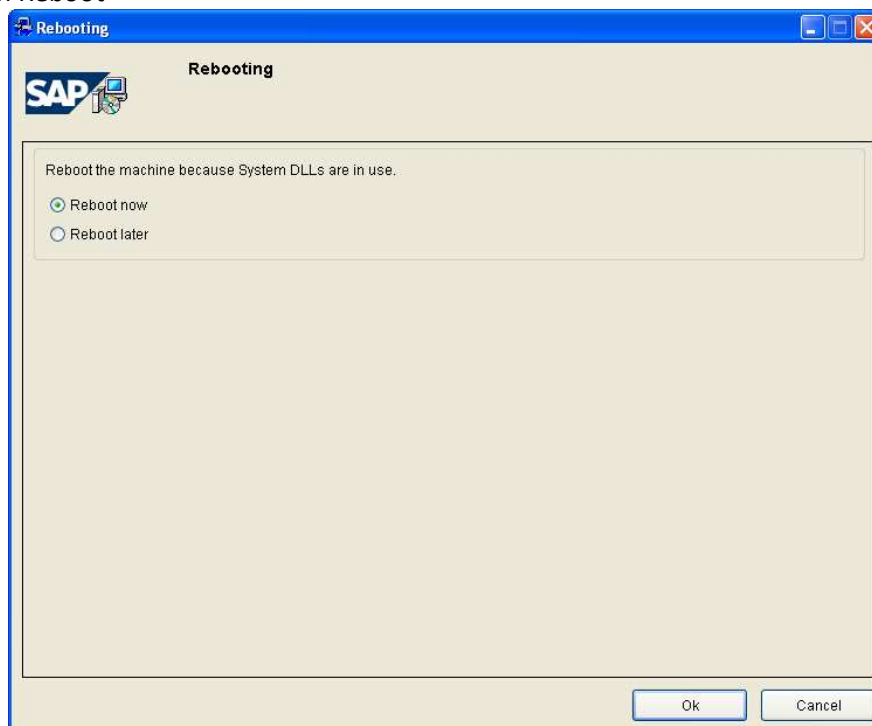 Reboot
Rebooting
SAP
Rebooting
Reboot the machine because System DLLs are in use.
Reboot now
Reboot later
Ok
Cancel